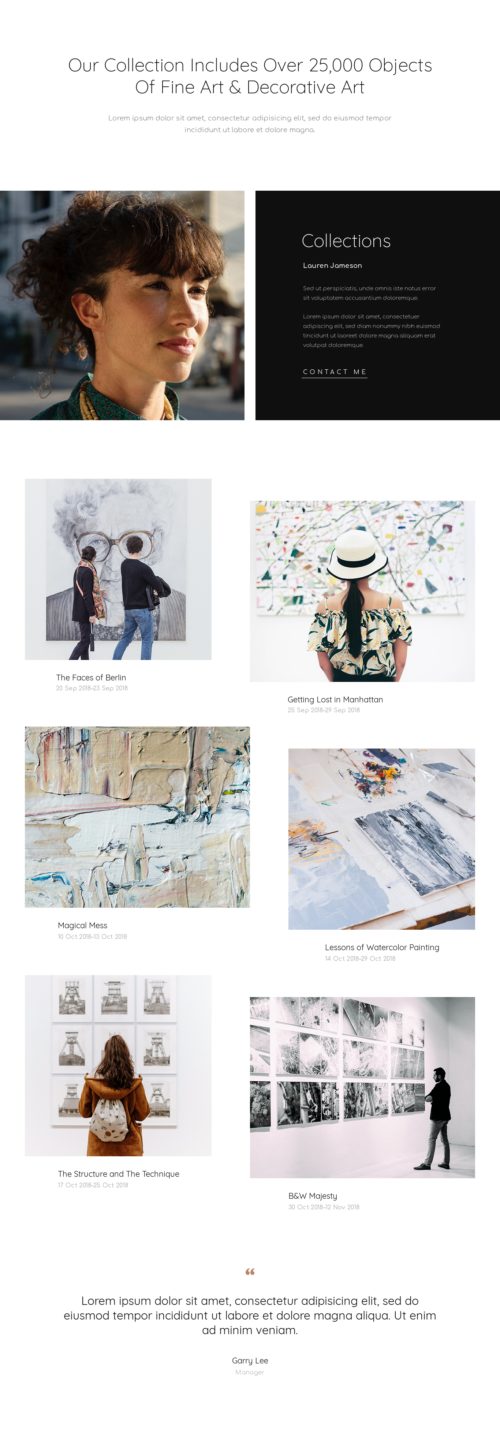 Our Collection Includes Over 25,000 Objects
Of Fine Art & Decorative Art
Lorem ipsum dolor sit amet, consectetur adipisicing elit, sed do eiusmod tempor
incididunt ut labore et dolore magna.
Collections
Lauren Jameson
Sed ut perspiciatis, unde omnis iste natus error
sit voluptatem accusantium doloremque.
Lorem ipsum dolor sit amet, consectetuer
adipiscing elit, sed diam nonummy nibh euismod
tincidunt ut laoreet dolore magna aliquam erat
volutpat doloremque
CONTACT ME
The Faces of Berlin
20 Sep 2018-23 Sep 2018
Getting Lost in Manhattan
25 Sep 2018-29 Sep 2018
Magical Mess
10 Oct 2018-13 Oct 2018
Lessons of Watercolor Painting
14 Oct 2018-29 Oct 2018
The Structure and The Technique
17 Oct 2018-25 Oct 2018
B&W Majesty
30 Oct 2018-12 Nov 2018
“
Lorem ipsum dolor sit amet, consectetur adipisicing elit, sed do
eiusmod tempor incididunt ut labore et dolore magna aliqua. Ut enim
ad minim veniam.
Garry Lee
Manager